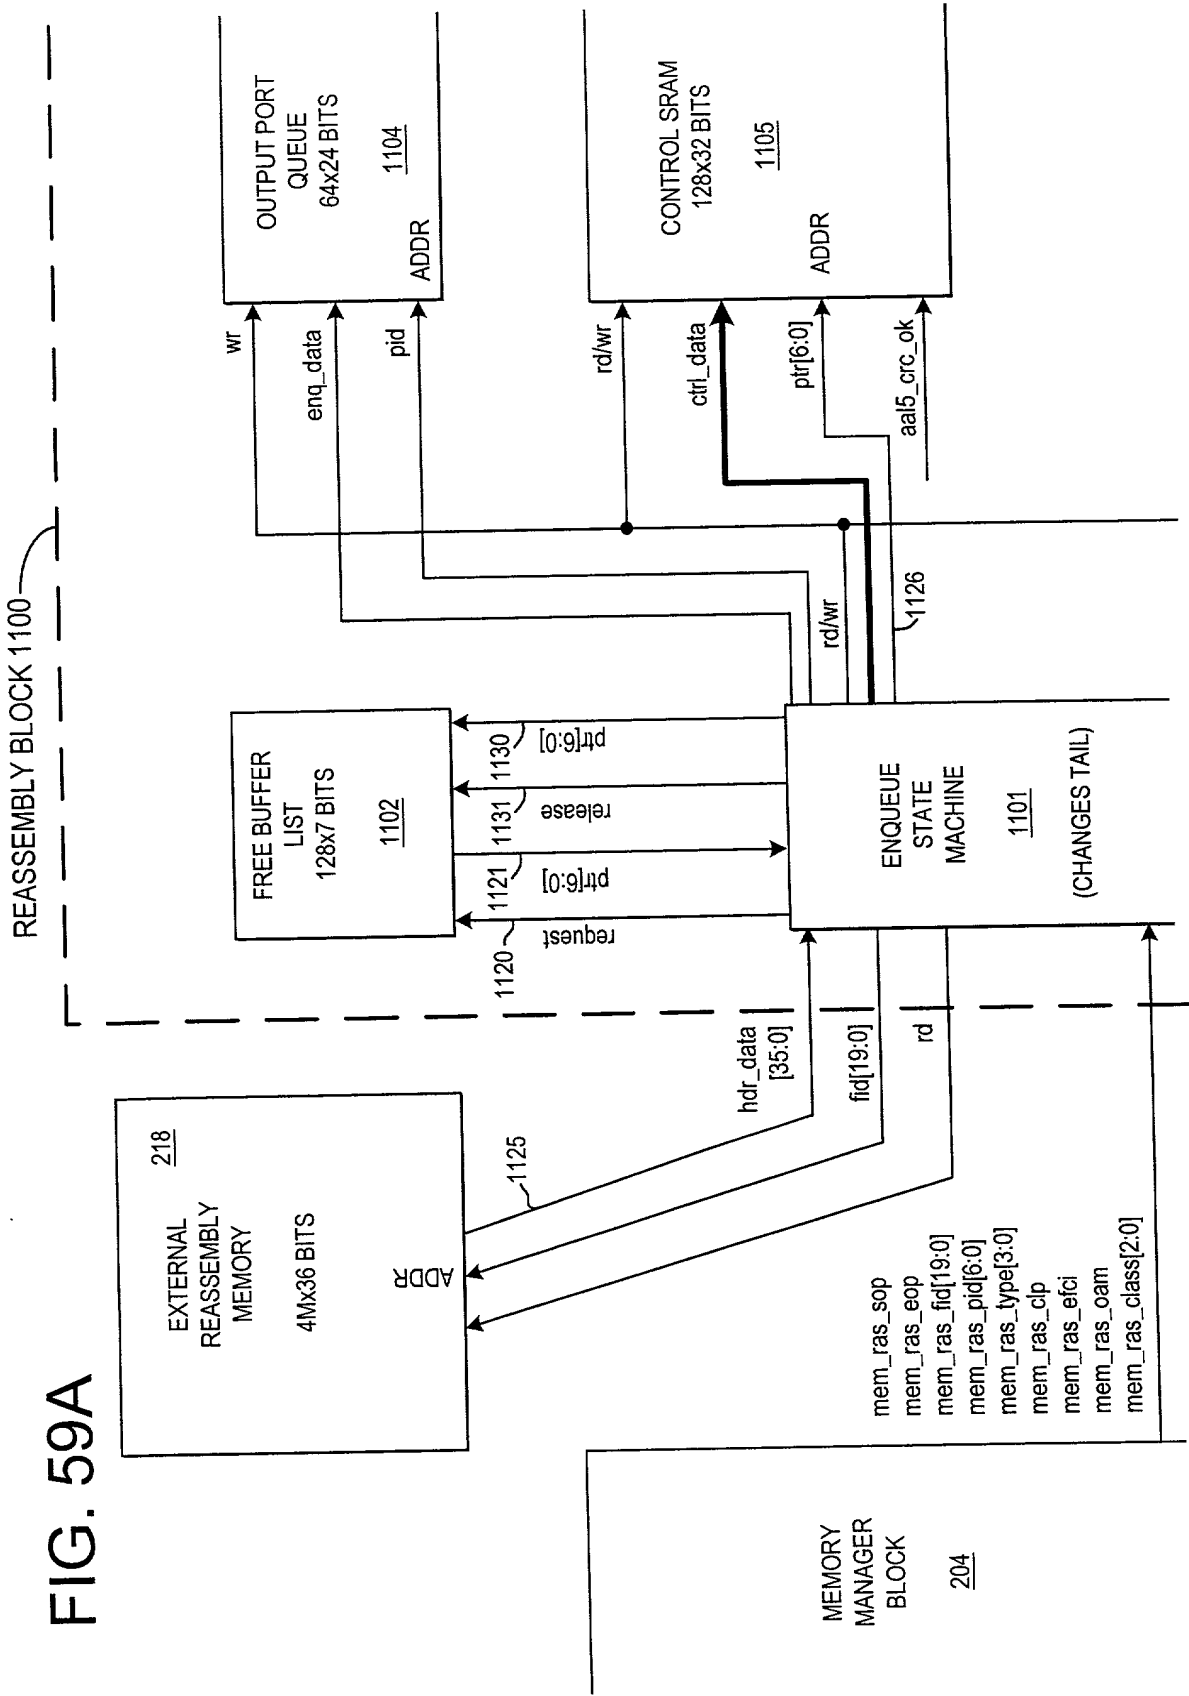 FIG. 59A
REASSEMBLY BLOCK 1100
EXTERNAL
REASSEMBLY
MEMORY
218
4Mx36 BITS
ADDR
1125
hdr_data
[35:0]
fid[19:0]
rd
FREE BUFFER
LIST
128x7 BITS
1102
1120
request
1121
ptr[6:0]
1131
release
1130
ptr[6:0]
OUTPUT PORT
QUEUE
64x24 BITS
1104
ADDR
wr
enq_data
pid
CONTROL SRAM
128x32 BITS
1105
ADDR
rd/wr
ctrl_data
ptr[6:0]
aal5_crc_ok
rd/wr
1126
ENQUEUE
STATE
MACHINE
1101
(CHANGES TAIL)
mem_ras_sop
mem_ras_eop
mem_ras_fid[19:0]
mem_ras_pid[6:0]
mem_ras_type[3:0]
mem_ras_clp
mem_ras_efci
mem_ras_oam
mem_ras_class[2:0]
MEMORY
MANAGER
BLOCK
204